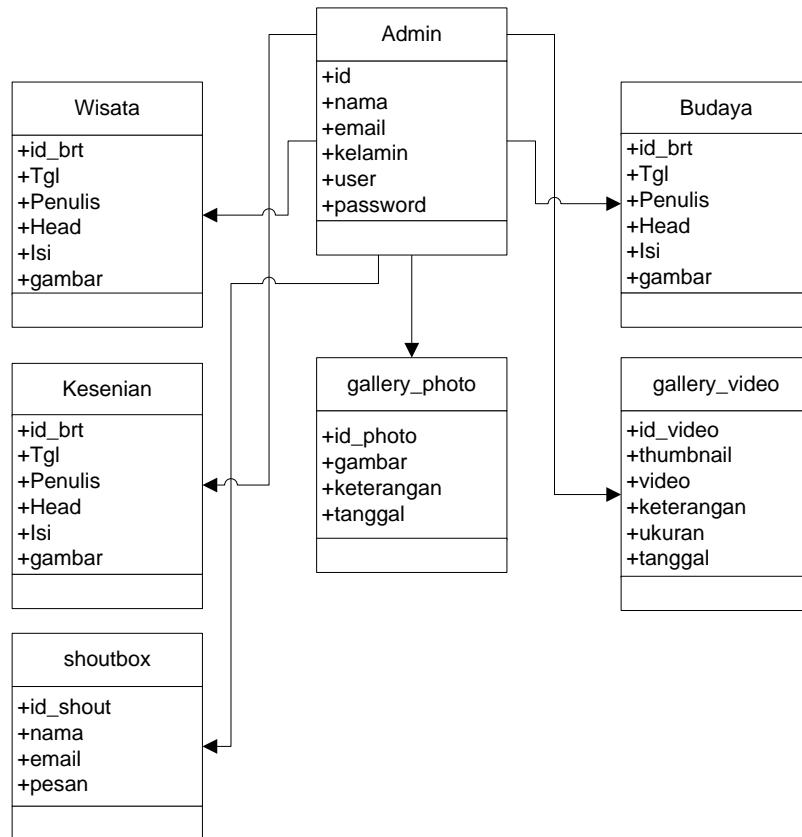 Admin
+id
+nama
+email
+kelamin
+user
+password
Wisata
+id_brt
+Tgl
+Penulis
+Head
+Isi
+gambar
Budaya
+id_brt
+Tgl
+Penulis
+Head
+Isi
+gambar
Kesenian
+id_brt
+Tgl
+Penulis
+Head
+Isi
+gambar
gallery_photo
+id_photo
+gambar
+keterangan
+tanggal
gallery_video
+id_video
+thumbnail
+video
+keterangan
+ukuran
+tanggal
shoutbox
+id_shout
+nama
+email
+pesan